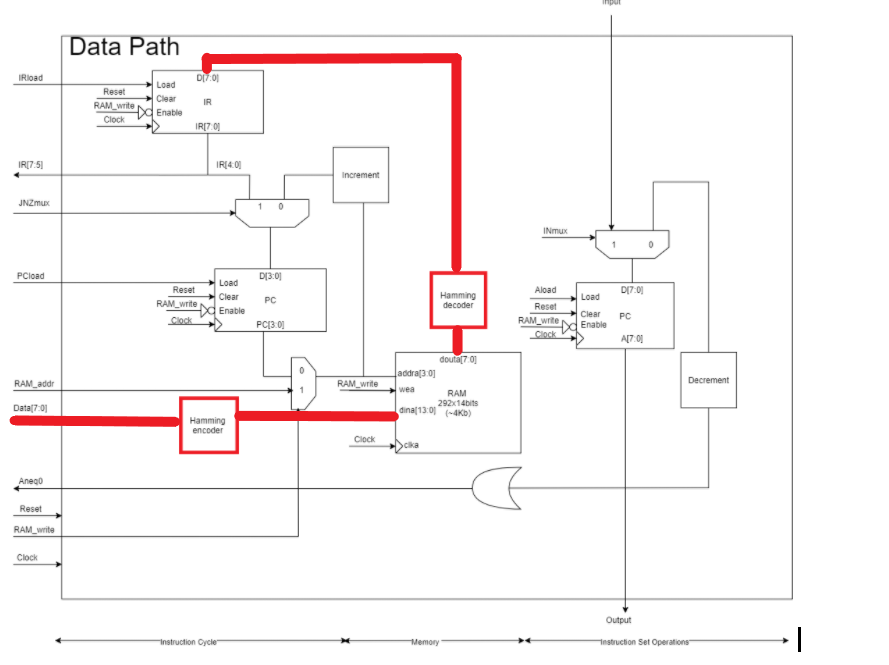 Input
Data Path
IRload
D[7:0]
Load
Reset
Clear
IR
RAM_write
Enable
Clock
IR[7:0]
IR[7:5]
IR[4:0]
Increment
JNZmux
1 0
INmux
1 0
PCload
D[3:0]
Load
Reset
Clear
PC
RAM_write
Enable
Clock
PC[3:0]
Hamming
decoder
Aload
D[7:0]
Load
Reset
Clear
PC
RAM_write
Enable
Clock
A[7:0]
0
1
RAM_addr
douta[7:0]
addra[3:0]
RAM_write
wea
RAM
292x14bits
(~4Kb)
dina[13:0]
Clock
clka
Decrement
Data[7:0]
Hamming
encoder
Aneq0
Reset
RAM_write
Clock
Output
Instruction Cycle
Memory
Instruction Set Operations